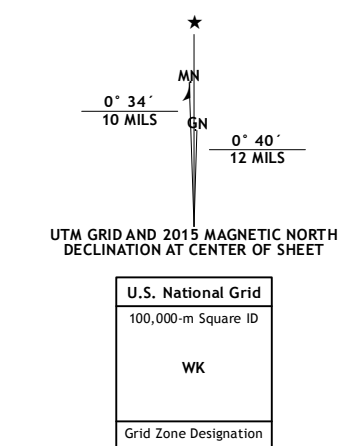 MN
0° 34´
10 MILS
GN
0° 40´
12 MILS
UTM GRID AND 2015 MAGNETIC NORTH
DECLINATION AT CENTER OF SHEET
U.S. National Grid
100,000-m Square ID
WK
Grid Zone Designation